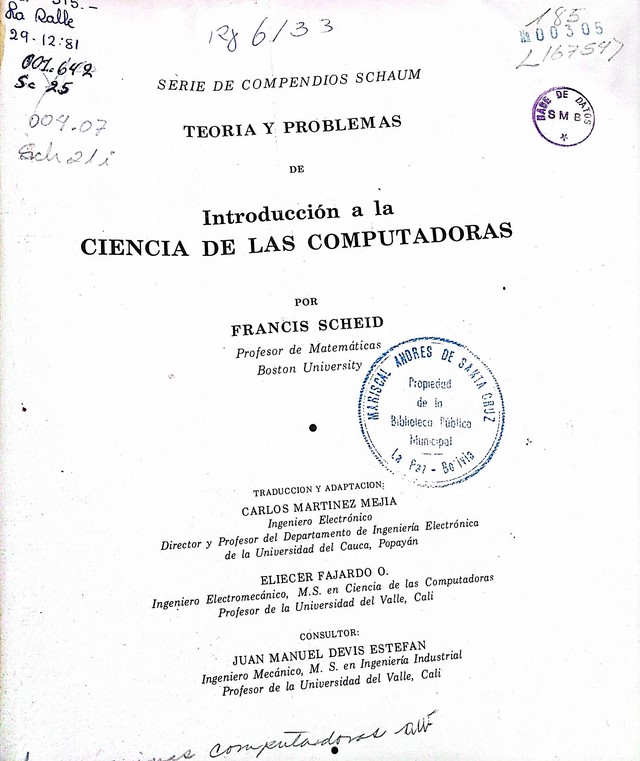 La Salle
29-12-81
001.642
Sc 25
004.07
Sch21i
6/33
185
Nº 00305
L167597
BASE DE DATOS
SMB
SERIE DE COMPENDIOS SCHAUM
TEORIA Y PROBLEMAS
DE
Introducción a la
CIENCIA DE LAS COMPUTADORAS
POR
FRANCIS SCHEID
Profesor de Matemáticas
Boston University
MARISCAL ANDRES DE SANTA CRUZ
Propiedad
de la
Biblioteca Pública
Municipal
La Paz - Bolivia
TRADUCCION Y ADAPTACION:
CARLOS MARTINEZ MEJIA
Ingeniero Electrónico
Director y Profesor del Departamento de Ingeniería Electrónica
de la Universidad del Cauca, Popayán
ELIECER FAJARDO O.
Ingeniero Electromecánico, M.S. en Ciencia de las Computadoras
Profesor de la Universidad del Valle, Cali
CONSULTOR:
JUAN MANUEL DEVIS ESTEFAN
Ingeniero Mecánico, M. S. en Ingeniería Industrial
Profesor de la Universidad del Valle, Cali
computadoras